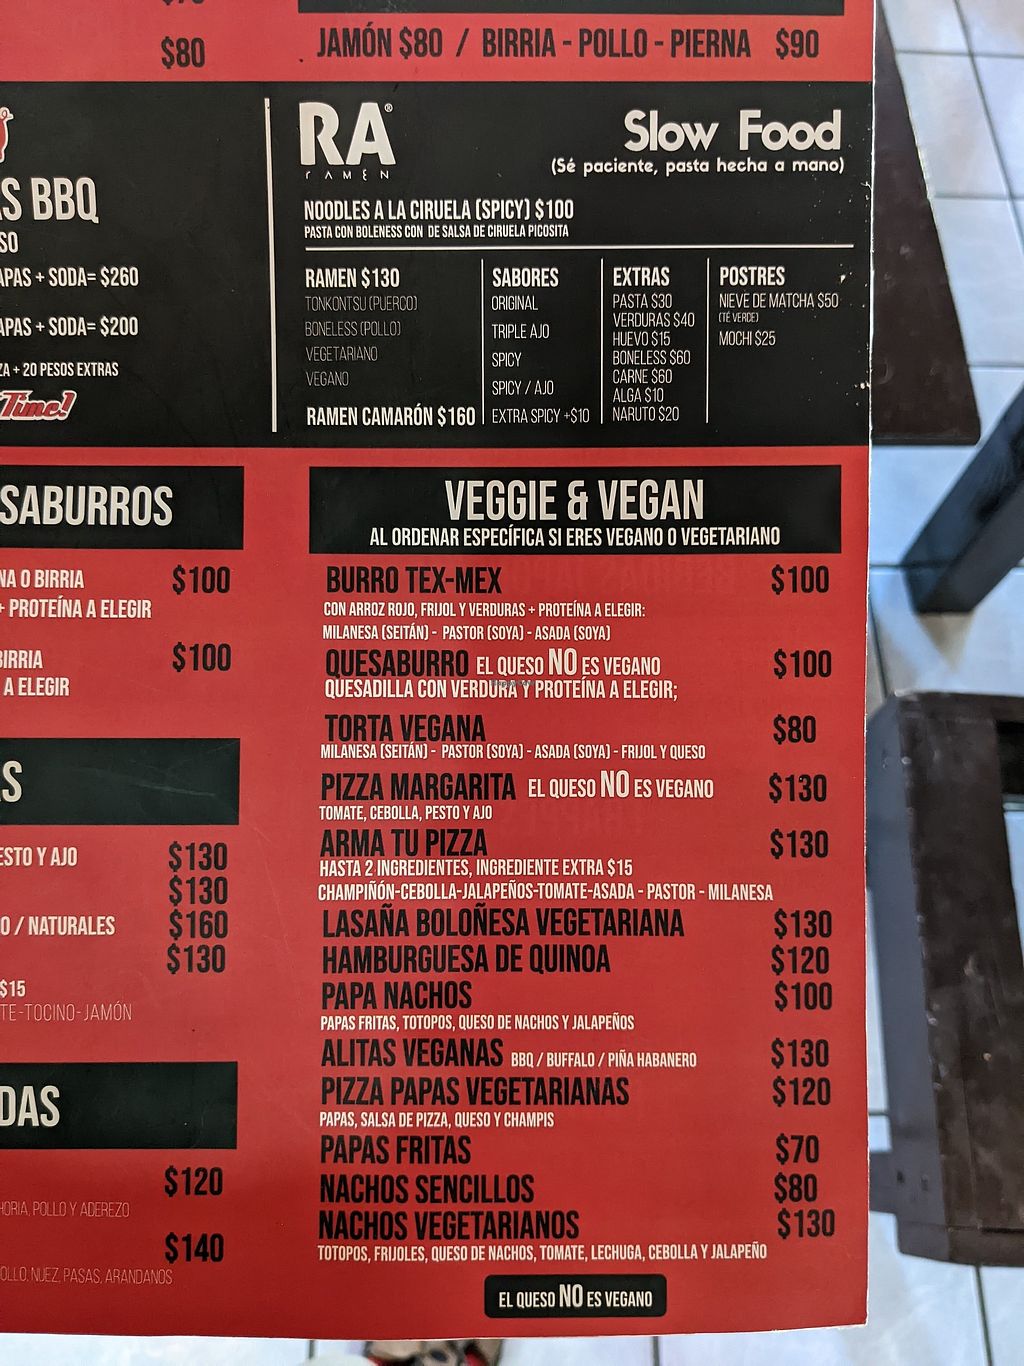 $80
JAMÓN $80 / BIRRIA - POLLO - PIERNA $90
BBQ
APAS + SODA= $260
APAS + SODA= $200
ZA + 20 PESOS EXTRAS
Time!
RA®
ramen
Slow Food
(Sé paciente, pasta hecha a mano)
NOODLES A LA CIRUELA (SPICY) $100
PASTA CON BOLENESS CON DE SALSA DE CIRUELA PICOSITA
RAMEN $130
TONKONTSU (PUERCO)
BONELESS (POLLO)
VEGETARIANO
VEGANO
RAMEN CAMARÓN $160
SABORES
ORIGINAL
TRIPLE AJO
SPICY
SPICY / AJO
EXTRA SPICY +$10
EXTRAS
PASTA $30
VERDURAS $40
HUEVO $15
BONELESS $60
CARNE $60
ALGA $10
NARUTO $20
POSTRES
NIEVE DE MATCHA $50
(TÉ VERDE)
MOCHI $25
SABURROS
NA O BIRRIA $100
+ PROTEÍNA A ELEGIR
BIRRIA $100
A ELEGIR
AS
ESTO Y AJO $130
$130
O / NATURALES $160
$130
$15
TE-TOCINO-JAMÓN
DAS
$120
HORIA, POLLO Y ADEREZO
$140
OLLO, NUEZ, PASAS, ARANDANOS
VEGGIE & VEGAN
AL ORDENAR ESPECÍFICA SI ERES VEGANO O VEGETARIANO
BURRO TEX-MEX $100
CON ARROZ ROJO, FRIJOL Y VERDURAS + PROTEÍNA A ELEGIR:
MILANESA (SEITÁN) - PASTOR (SOYA) - ASADA (SOYA)
QUESABURRO EL QUESO NO ES VEGANO $100
QUESADILLA CON VERDURA Y PROTEÍNA A ELEGIR;
TORTA VEGANA $80
MILANESA (SEITÁN) - PASTOR (SOYA) - ASADA (SOYA) - FRIJOL Y QUESO
PIZZA MARGARITA EL QUESO NO ES VEGANO $130
TOMATE, CEBOLLA, PESTO Y AJO
ARMA TU PIZZA $130
HASTA 2 INGREDIENTES, INGREDIENTE EXTRA $15
CHAMPIÑÓN-CEBOLLA-JALAPEÑOS-TOMATE-ASADA - PASTOR - MILANESA
LASAÑA BOLOÑESA VEGETARIANA $130
HAMBURGUESA DE QUINOA $120
PAPA NACHOS $100
PAPAS FRITAS, TOTOPOS, QUESO DE NACHOS Y JALAPEÑOS
ALITAS VEGANAS BBQ / BUFFALO / PIÑA HABANERO $130
PIZZA PAPAS VEGETARIANAS $120
PAPAS, SALSA DE PIZZA, QUESO Y CHAMPIS
PAPAS FRITAS $70
NACHOS SENCILLOS $80
NACHOS VEGETARIANOS $130
TOTOPOS, FRIJOLES, QUESO DE NACHOS, TOMATE, LECHUGA, CEBOLLA Y JALAPEÑO
EL QUESO NO ES VEGANO